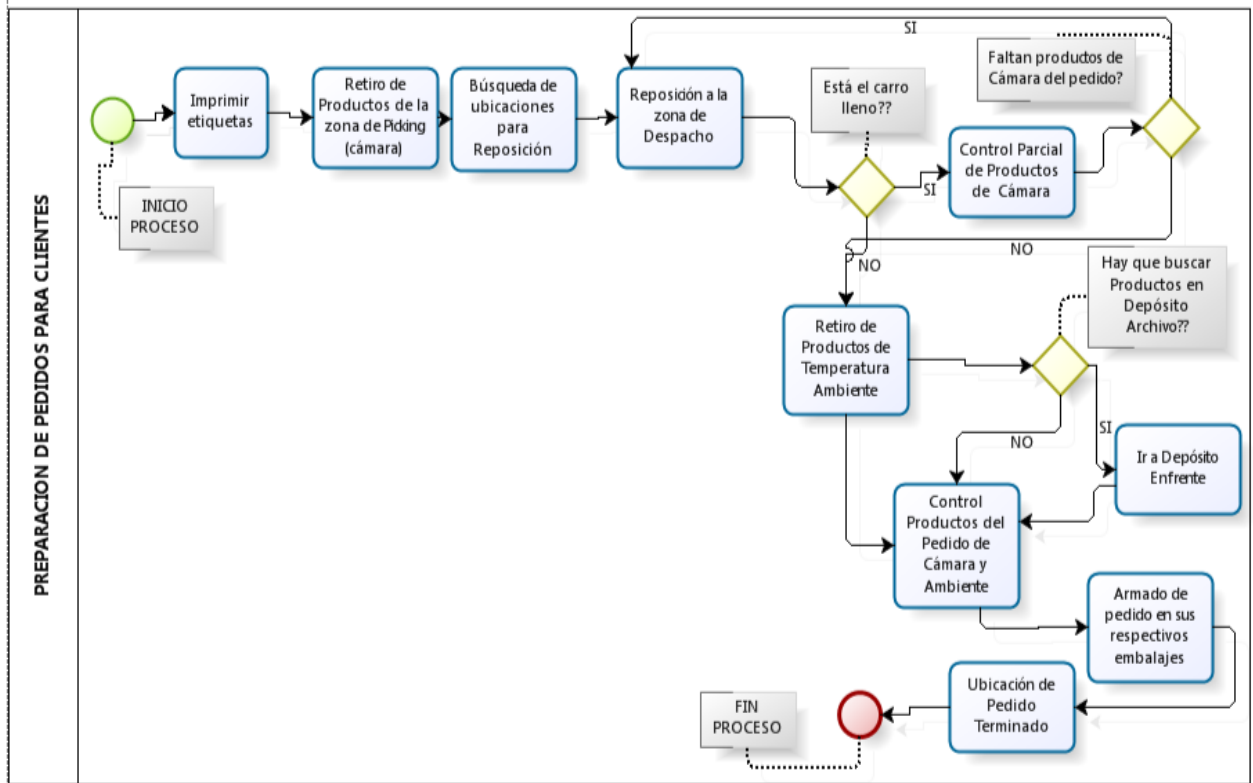 PREPARACION DE PEDIDOS PARA CLIENTES
INICIO
PROCESO
Imprimir
etiquetas
Retiro de
Productos de la
zona de Picking
(cámara)
Búsqueda de
ubicaciones
para
Reposición
Reposición a la
zona de
Despacho
SI
Está el carro
lleno??
SI
Control Parcial
de Productos
de Cámara
Faltan productos de
Cámara del pedido?
NO
NO
Retiro de
Productos de
Temperatura
Ambiente
Hay que buscar
Productos en
Depósito
Archivo??
NO
SI
Ir a Depósito
Enfrente
Control
Productos del
Pedido de
Cámara y
Ambiente
Armado de
pedido en sus
respectivos
embalajes
Ubicación de
Pedido
Terminado
FIN
PROCESO